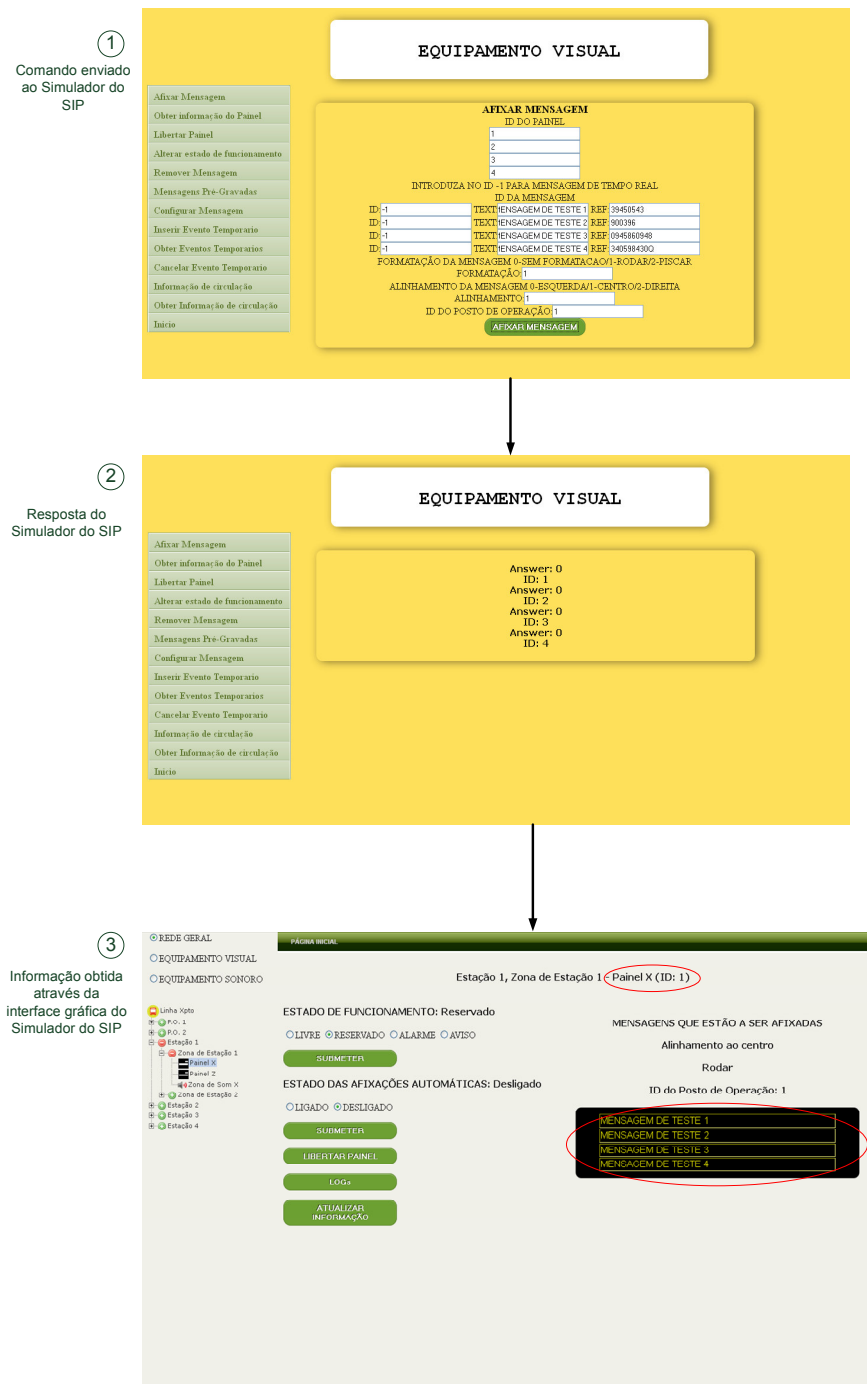 1
Comando enviado
ao Simulador do
SIP
EQUIPAMENTO VISUAL
Afixar Mensagem
Obter informação do Painel
Libertar Painel
Alterar estado de funcionamento
Remover Mensagem
Mensagens Pré-Gravadas
Configurar Mensagem
Inserir Evento Temporario
Obter Eventos Temporarios
Cancelar Evento Temporario
Informação de circulação
Obter Informação de circulação
Inicio
AFIXAR MENSAGEM
ID DO PAINEL
1
2
3
4
INTRODUZA NO ID -1 PARA MENSAGEM DE TEMPO REAL
ID DA MENSAGEM
ID: -1 TEXT: MENSAGEM DE TESTE 1 REF: 39450543
ID: -1 TEXT: MENSAGEM DE TESTE 2 REF: 900396
ID: -1 TEXT: MENSAGEM DE TESTE 3 REF: 0945860948
ID: -1 TEXT: MENSAGEM DE TESTE 4 REF: 340598430Q
FORMATAÇÃO DA MENSAGEM 0-SEM FORMATACAO/1-RODAR/2-PISCAR
FORMATAÇÃO: 1
ALINHAMENTO DA MENSAGEM 0-ESQUERDA/1-CENTRO/2-DIREITA
ALINHAMENTO: 1
ID DO POSTO DE OPERAÇÃO: 1
AFIXAR MENSAGEM
2
Resposta do
Simulador do SIP
EQUIPAMENTO VISUAL
Afixar Mensagem
Obter informação do Painel
Libertar Painel
Alterar estado de funcionamento
Remover Mensagem
Mensagens Pré-Gravadas
Configurar Mensagem
Inserir Evento Temporario
Obter Eventos Temporarios
Cancelar Evento Temporario
Informação de circulação
Obter Informação de circulação
Inicio
Answer: 0
ID: 1
Answer: 0
ID: 2
Answer: 0
ID: 3
Answer: 0
ID: 4
3
Informação obtida
através da
interface gráfica do
Simulador do SIP
REDE GERAL
EQUIPAMENTO VISUAL
EQUIPAMENTO SONORO
Linha Xpto
P.O. 1
P.O. 2
Estação 1
Zona de Estação 1
Painel X
Painel Z
Zona de Som X
Zona de Estação 2
Estação 2
Estação 3
Estação 4
PÁGINA INICIAL
Estação 1, Zona de Estação 1 - Painel X (ID: 1)
ESTADO DE FUNCIONAMENTO: Reservado
LIVRE RESERVADO ALARME AVISO
SUBMETER
ESTADO DAS AFIXAÇÕES AUTOMÁTICAS: Desligado
LIGADO DESLIGADO
SUBMETER
LIBERTAR PAINEL
LOGs
ATUALIZAR
INFORMAÇÃO
MENSAGENS QUE ESTÃO A SER AFIXADAS
Alinhamento ao centro
Rodar
ID do Posto de Operação: 1
MENSAGEM DE TESTE 1
MENSAGEM DE TESTE 2
MENSAGEM DE TESTE 3
MENSAGEM DE TESTE 4